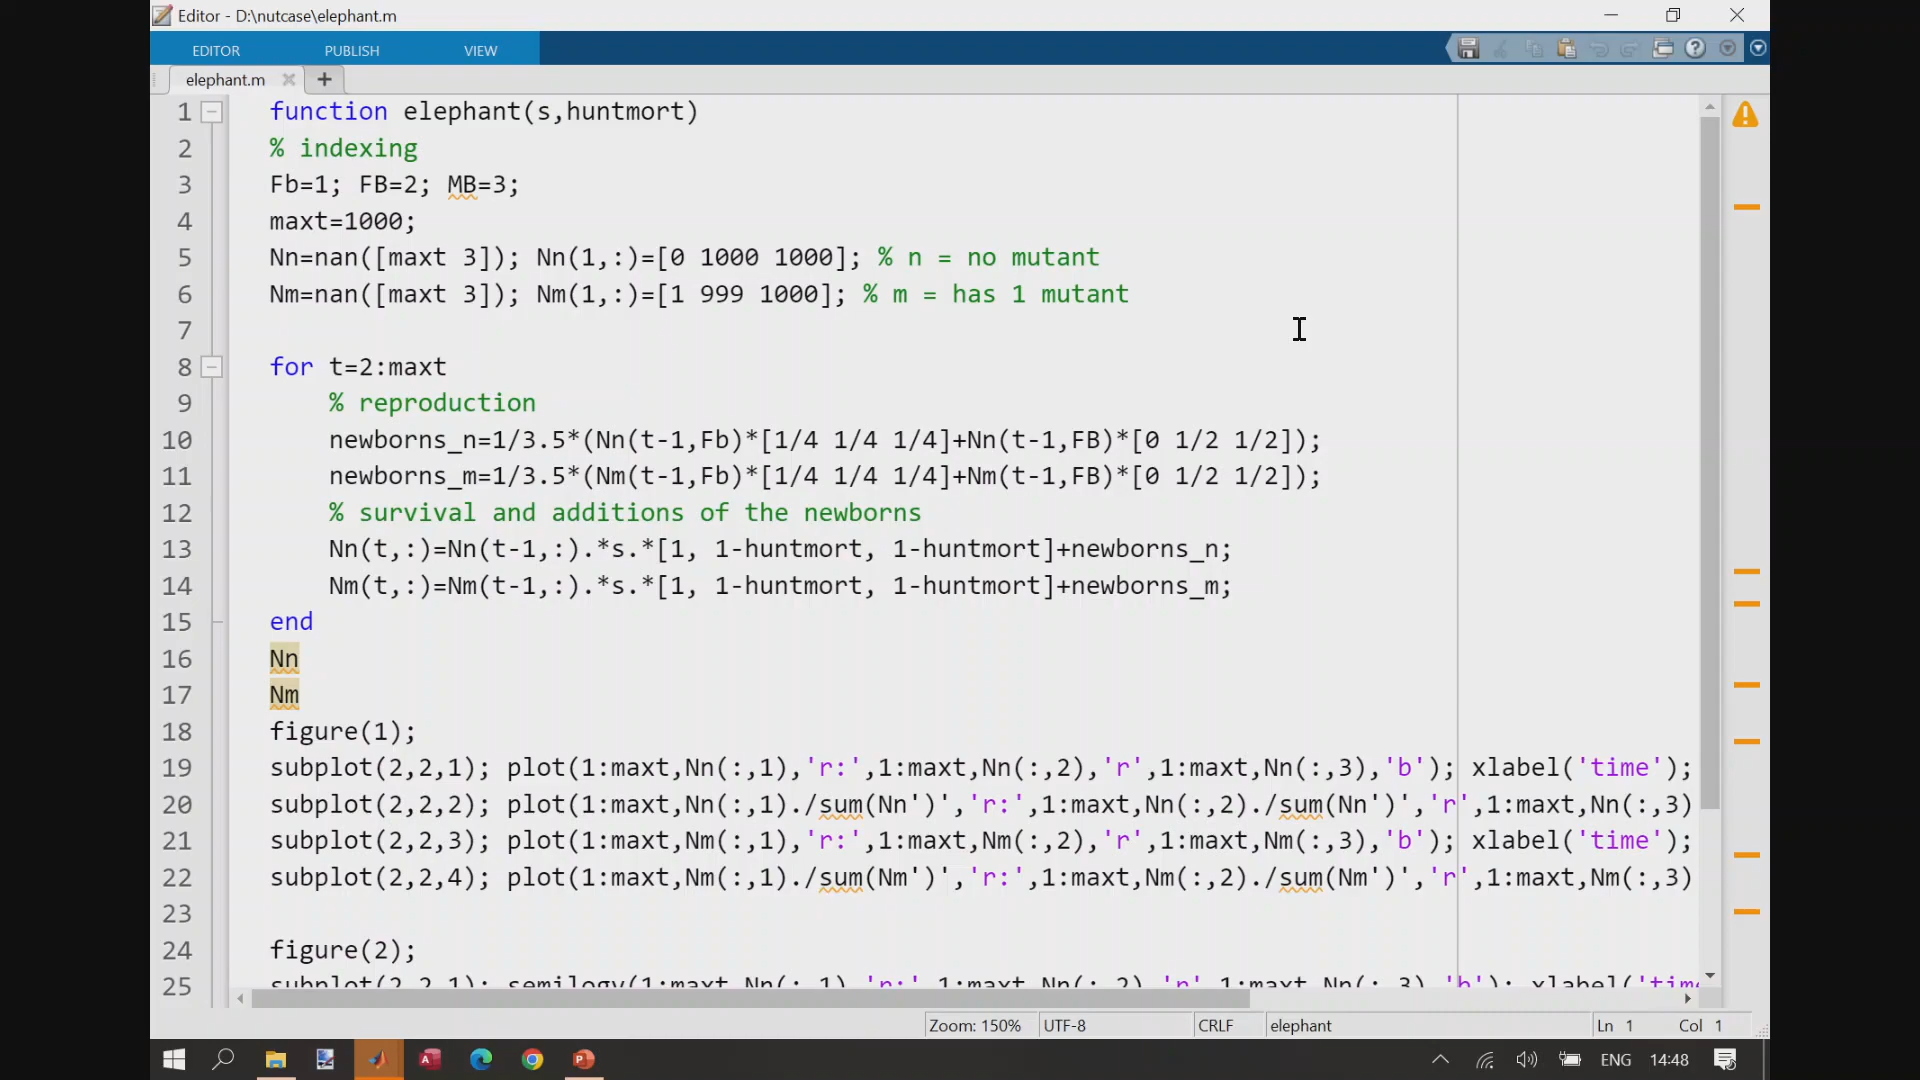 Editor - D:\nutcase\elephant.m
EDITOR PUBLISH VIEW
elephant.m
1 function elephant(s,huntmort)
2 % indexing
3 Fb=1; FB=2; MB=3;
4 maxt=1000;
5 Nn=nan([maxt 3]); Nn(1,:)=[0 1000 1000]; % n = no mutant
6 Nm=nan([maxt 3]); Nm(1,:)=[1 999 1000]; % m = has 1 mutant
7
8 for t=2:maxt
9 % reproduction
10 newborns_n=1/3.5*(Nn(t-1,Fb)*[1/4 1/4 1/4]+Nn(t-1,FB)*[0 1/2 1/2]);
11 newborns_m=1/3.5*(Nm(t-1,Fb)*[1/4 1/4 1/4]+Nm(t-1,FB)*[0 1/2 1/2]);
12 % survival and additions of the newborns
13 Nn(t,:)=Nn(t-1,:).*s.*[1, 1-huntmort, 1-huntmort]+newborns_n;
14 Nm(t,:)=Nm(t-1,:).*s.*[1, 1-huntmort, 1-huntmort]+newborns_m;
15 end
16 Nn
17 Nm
18 figure(1);
19 subplot(2,2,1); plot(1:maxt,Nn(:,1),'r:',1:maxt,Nn(:,2),'r',1:maxt,Nn(:,3),'b'); xlabel('time');
20 subplot(2,2,2); plot(1:maxt,Nn(:,1)./sum(Nn')','r:',1:maxt,Nn(:,2)./sum(Nn')','r',1:maxt,Nn(:,3)
21 subplot(2,2,3); plot(1:maxt,Nm(:,1),'r:',1:maxt,Nm(:,2),'r',1:maxt,Nm(:,3),'b'); xlabel('time');
22 subplot(2,2,4); plot(1:maxt,Nm(:,1)./sum(Nm')','r:',1:maxt,Nm(:,2)./sum(Nm')','r',1:maxt,Nm(:,3)
23
24 figure(2);
25 subplot(2,2,1); semilogy(1:maxt,Nn(:,1),'r:',1:maxt,Nn(:,2),'r',1:maxt,Nn(:,3),'b'); xlabel('time
Zoom: 150% UTF-8 CRLF elephant Ln 1 Col 1
ENG 14:48